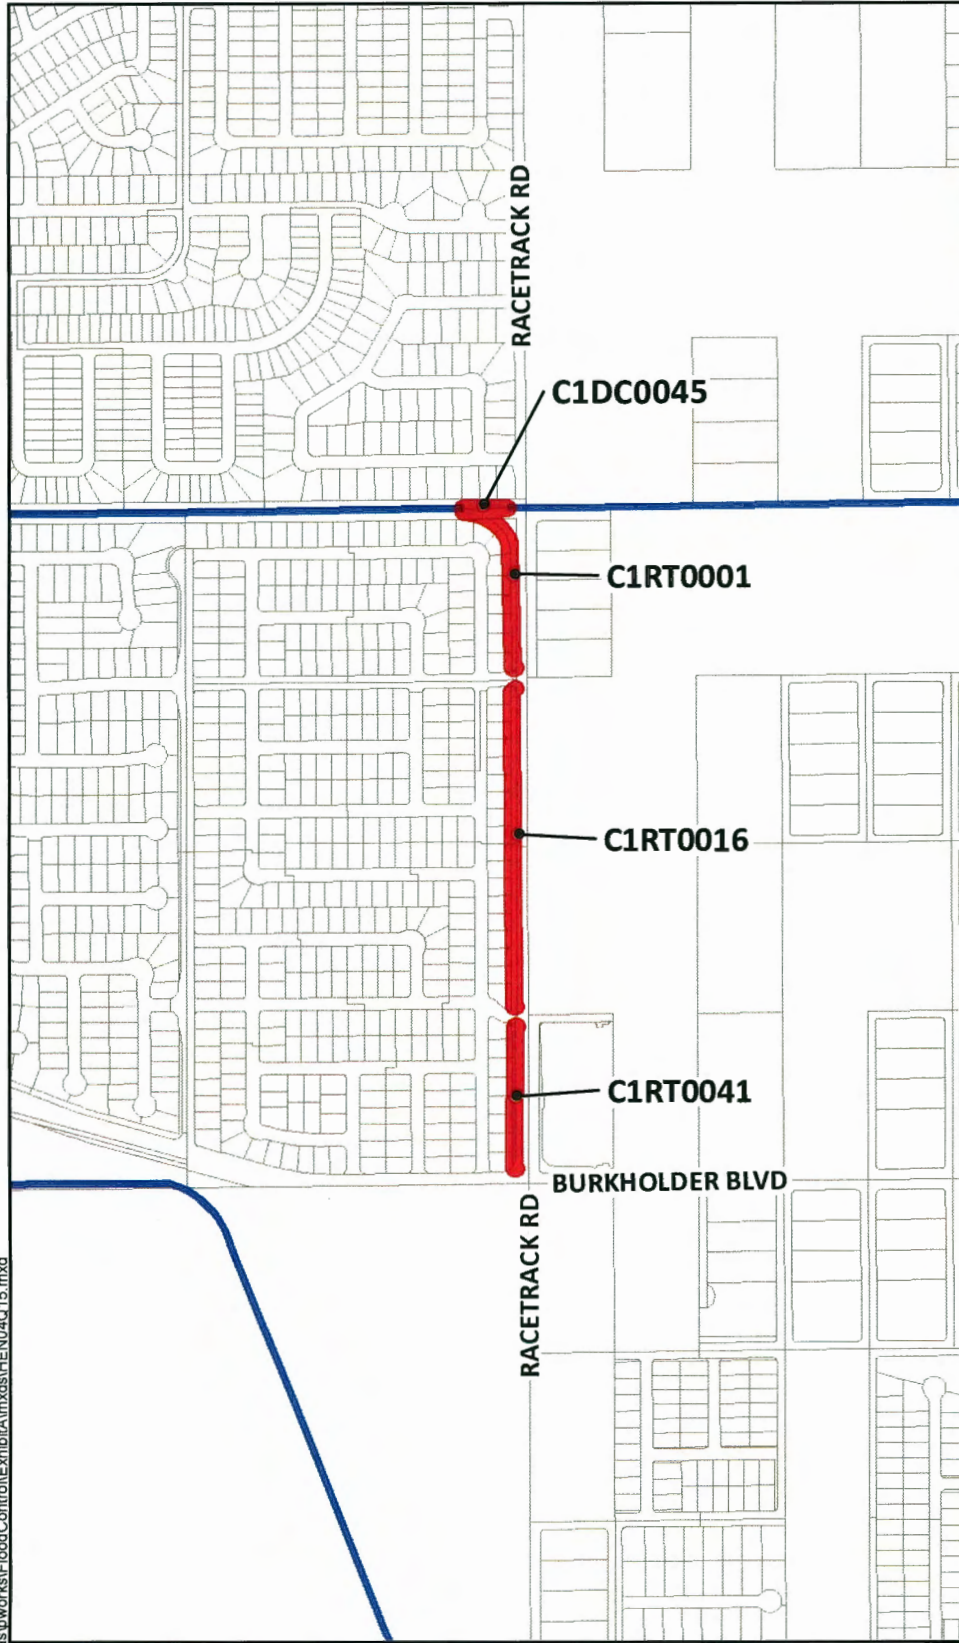 RACETRACK RD
C1DC0045
C1RT0001
C1RT0016
C1RT0041
BURKHOLDER BLVD
RACETRACK RD